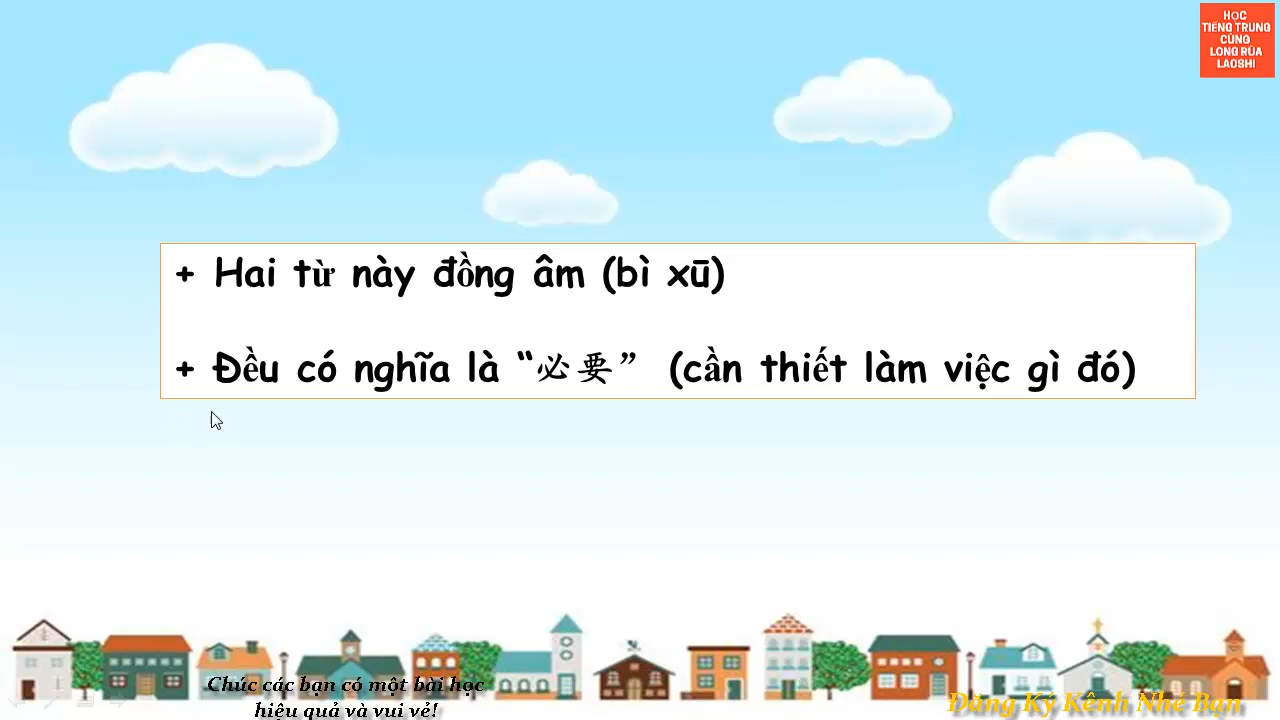 HỌC
TIẾNG TRUNG
CÙNG
LONG RÙA
LAOSHI
+ Hai từ này đồng âm (bì xū)
+ Đều có nghĩa là “必要” (cần thiết làm việc gì đó)
Chúc các bạn có một bài học
hiệu quả và vui vẻ!
Đăng Ký Kênh Nhé Bạn